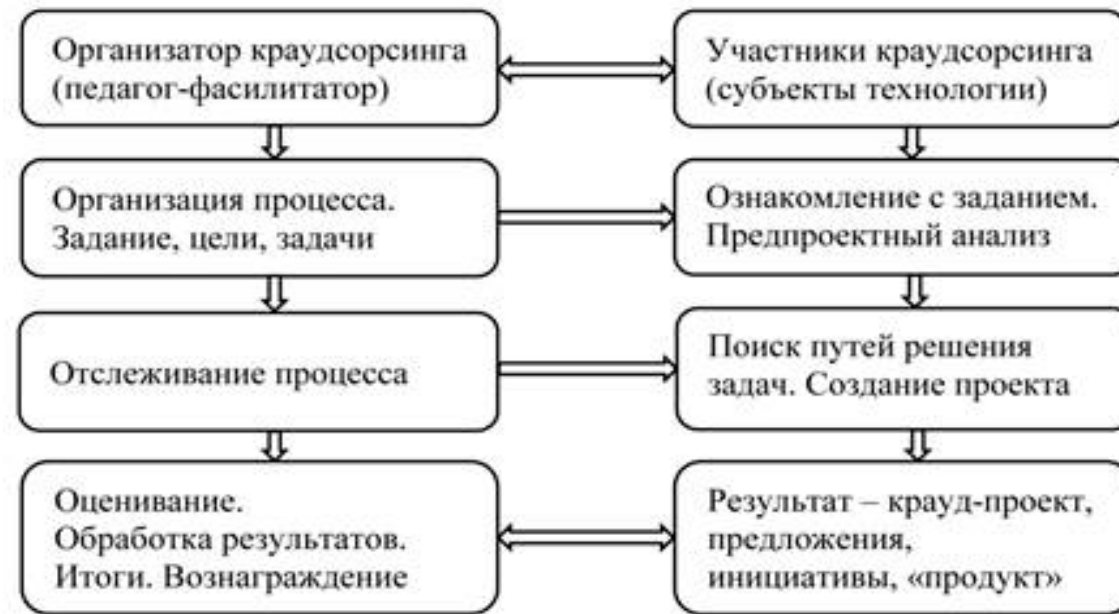 Организатор краудсорсинга
(педагог-фасилитатор)
Участники краудсорсинга
(субъекты технологии)
Организация процесса.
Задание, цели, задачи
Ознакомление с заданием.
Предпроектный анализ
Отслеживание процесса
Поиск путей решения
задач. Создание проекта
Оценивание.
Обработка результатов.
Итоги. Вознаграждение
Результат – крауд-проект,
предложения,
инициативы, «продукт»